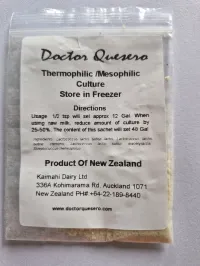 Doctor Quesero
Thermophilic /Mesophilic
Culture
Store in Freezer
Directions
Usage 1/2 tsp will set approx 12 Gal. When
using raw milk, reduce amount of culture by
25-50%. The content of this sachet will set 40 Gal
Product Of New Zealand
Kaimahi Dairy Ltd
336A Kohimarama Rd, Auckland 1071
New Zealand PH# +64-22-189-8440
www.doctorquesero.com